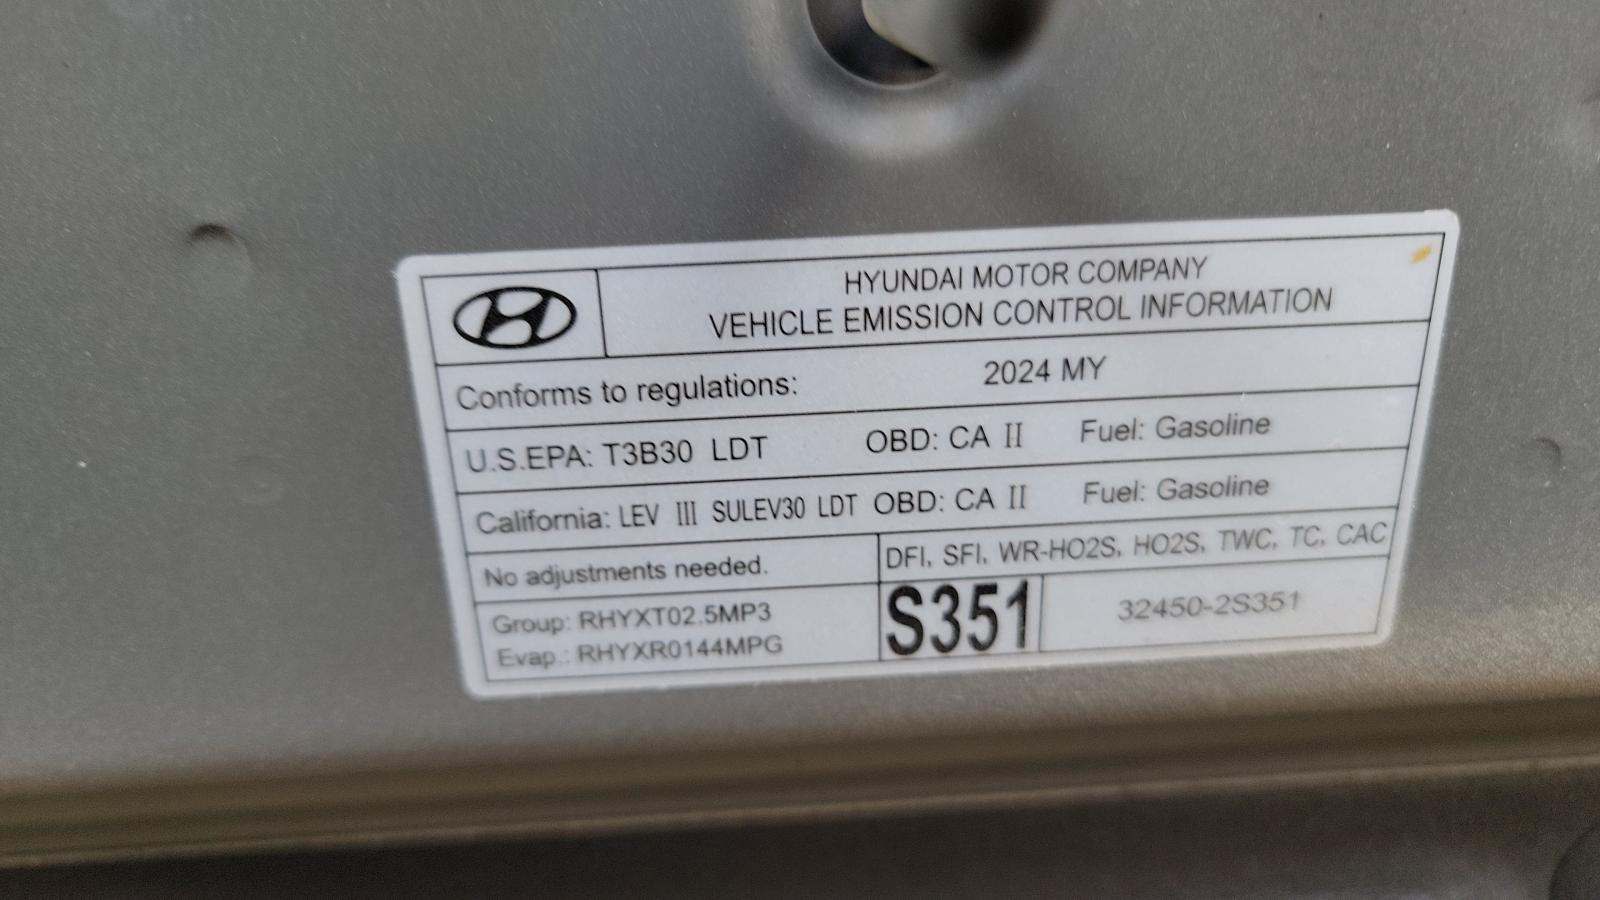 HYUNDAI MOTOR COMPANY
VEHICLE EMISSION CONTROL INFORMATION
Conforms to regulations: 2024 MY
U.S.EPA: T3B30 LDT OBD: CA II Fuel: Gasoline
California: LEV III SULEV30 LDT OBD: CA II Fuel: Gasoline
No adjustments needed. DFI, SFI, WR-HO2S, HO2S, TWC, TC, CAC
Group: RHYXT02.5MP3
Evap.: RHYXR0144MPG
S351 32450-2S351